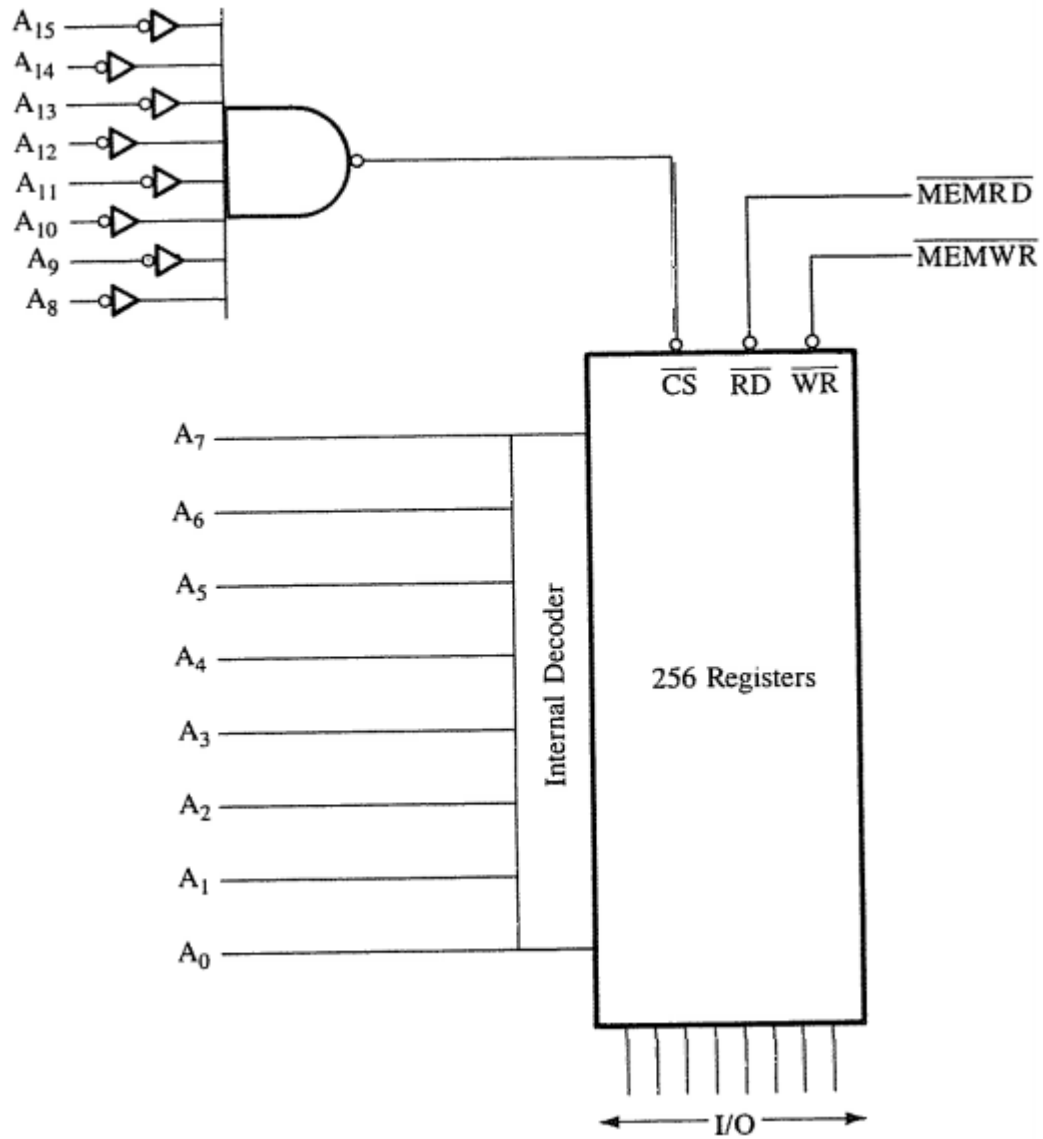 A15
A14
A13
A12
A11
A10
A9
A8
MEMRD
MEMWR
CS RD WR
A7
A6
A5
A4
A3
A2
A1
A0
Internal Decoder
256 Registers
I/O